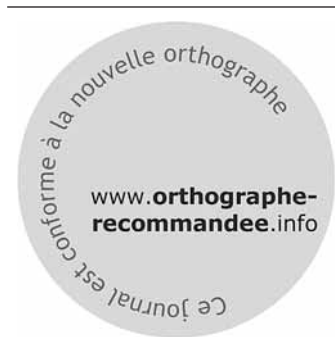 Ce journal est conforme à la nouvelle orthographe
www.orthographe-
recommandee.info